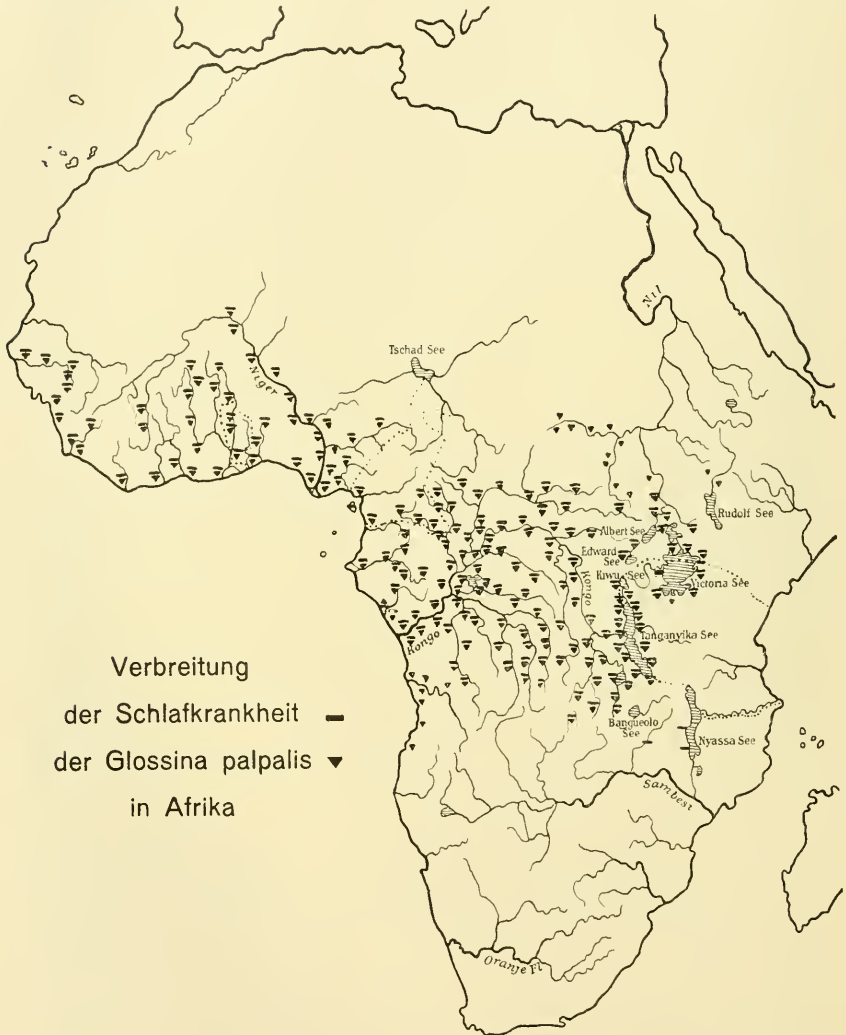 Nil
Tschad See
Niger
Rudolf See
Albert See
Edward
See
Kiwu See
Victoria See
Kongo
Tanganyika See
Kongo
Verbreitung
der Schlafkrankheit
der Glossina palpalis
in Afrika
Bangueolo
See
Nyassa See
Sambesi
Oranje Fl